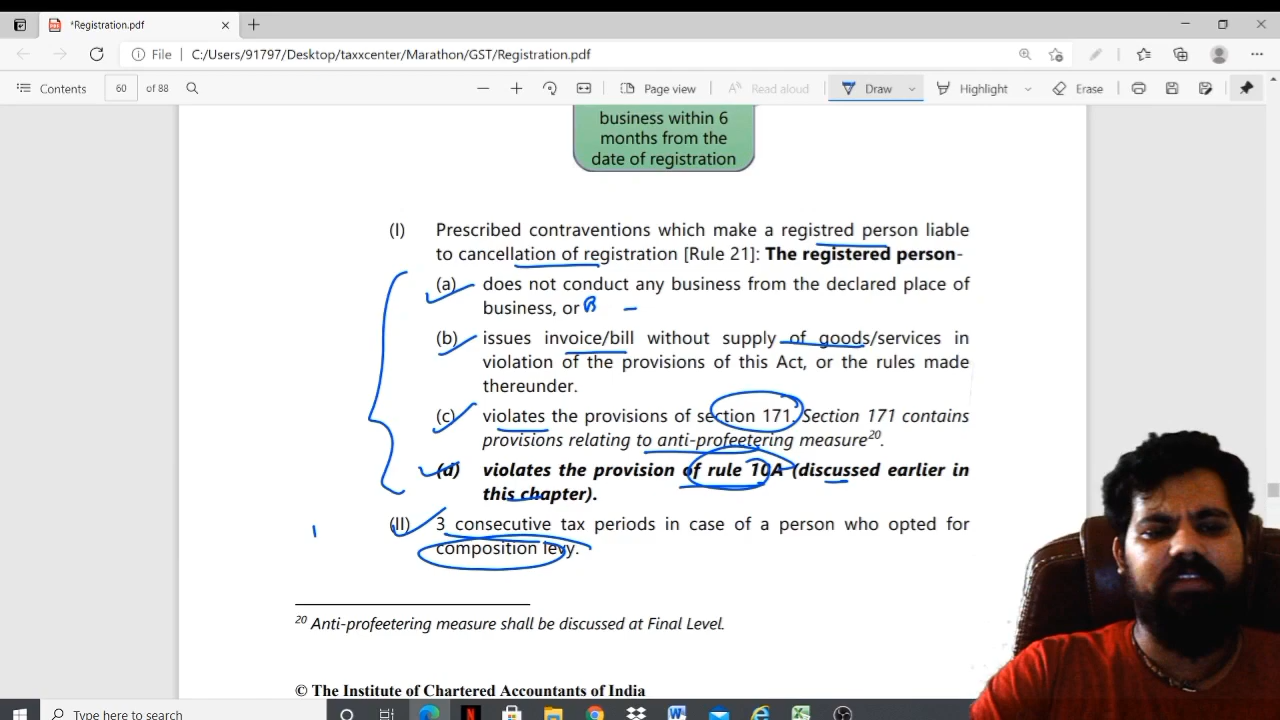 *Registration.pdf
File | C:/Users/91797/Desktop/taxxcenter/Marathon/GST/Registration.pdf
Contents 60 of 88 Page view Read aloud Draw Highlight Erase
business within 6
months from the
date of registration
(I) Prescribed contraventions which make a registred person liable
to cancellation of registration [Rule 21]: The registered person-
(a) does not conduct any business from the declared place of
business, or B
(b) issues invoice/bill without supply of goods/services in
violation of the provisions of this Act, or the rules made
thereunder.
(c) violates the provisions of section 171. Section 171 contains
provisions relating to anti-profeetering measure20.
(d) violates the provision of rule 10A (discussed earlier in
this chapter).
(II) 3 consecutive tax periods in case of a person who opted for
composition levy.
20 Anti-profeetering measure shall be discussed at Final Level.
© The Institute of Chartered Accountants of India
Type here to search